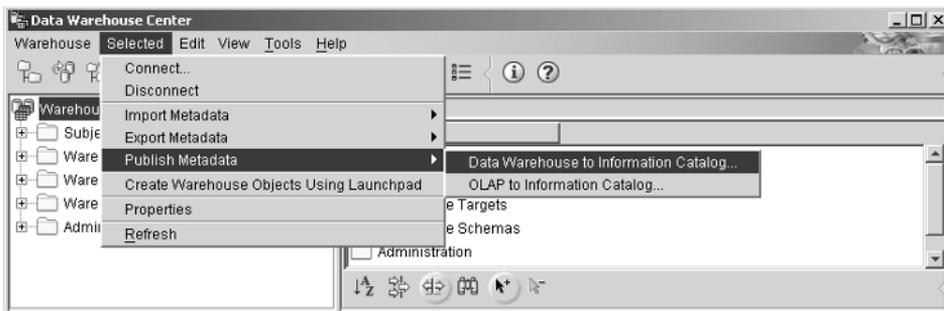 Data Warehouse Center
Warehouse Selected Edit View Tools Help
Connect...
Disconnect
Warehou
Import Metadata
Subje
Export Metadata
Ware
Publish Metadata
Data Warehouse to Information Catalog...
Ware
Create Warehouse Objects Using Launchpad
OLAP to Information Catalog...
Ware
Properties
e Targets
Admi
Refresh
e Schemas
Administration